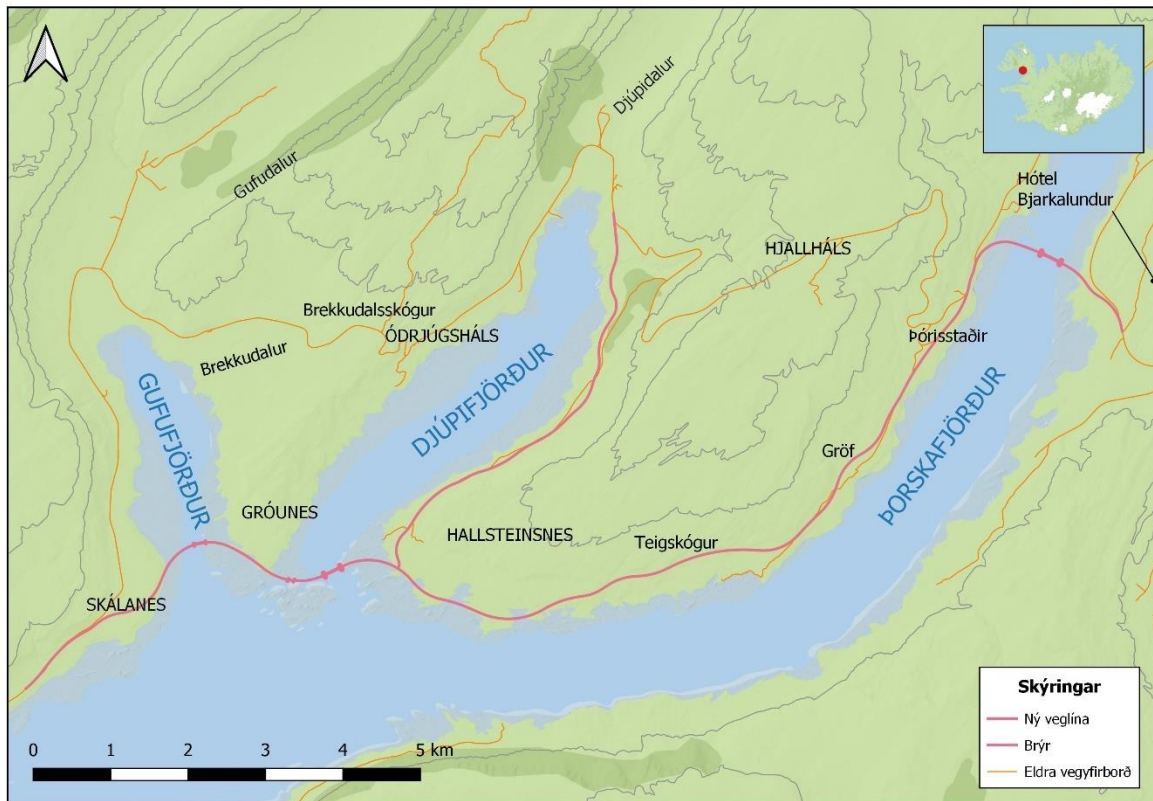 Djúpidalur
Gufudalur
Hótel
Bjarkalundur
HJALLHÁLS
Brekkudalsskógur
ÓDRJÚGSHÁLS
Þórisstaðir
Brekkudalur
GUFUFJÖRÐUR
DJÚPIFJÖRÐUR
ÞORSKAFJÖRÐUR
Gröf
GRÓUNES
HALLSTEINSNES
Teigskógur
SKÁLANES
Skýringar
Ný veglína
Brýr
Eldra vegyfirborð
0 1 2 3 4 5 km